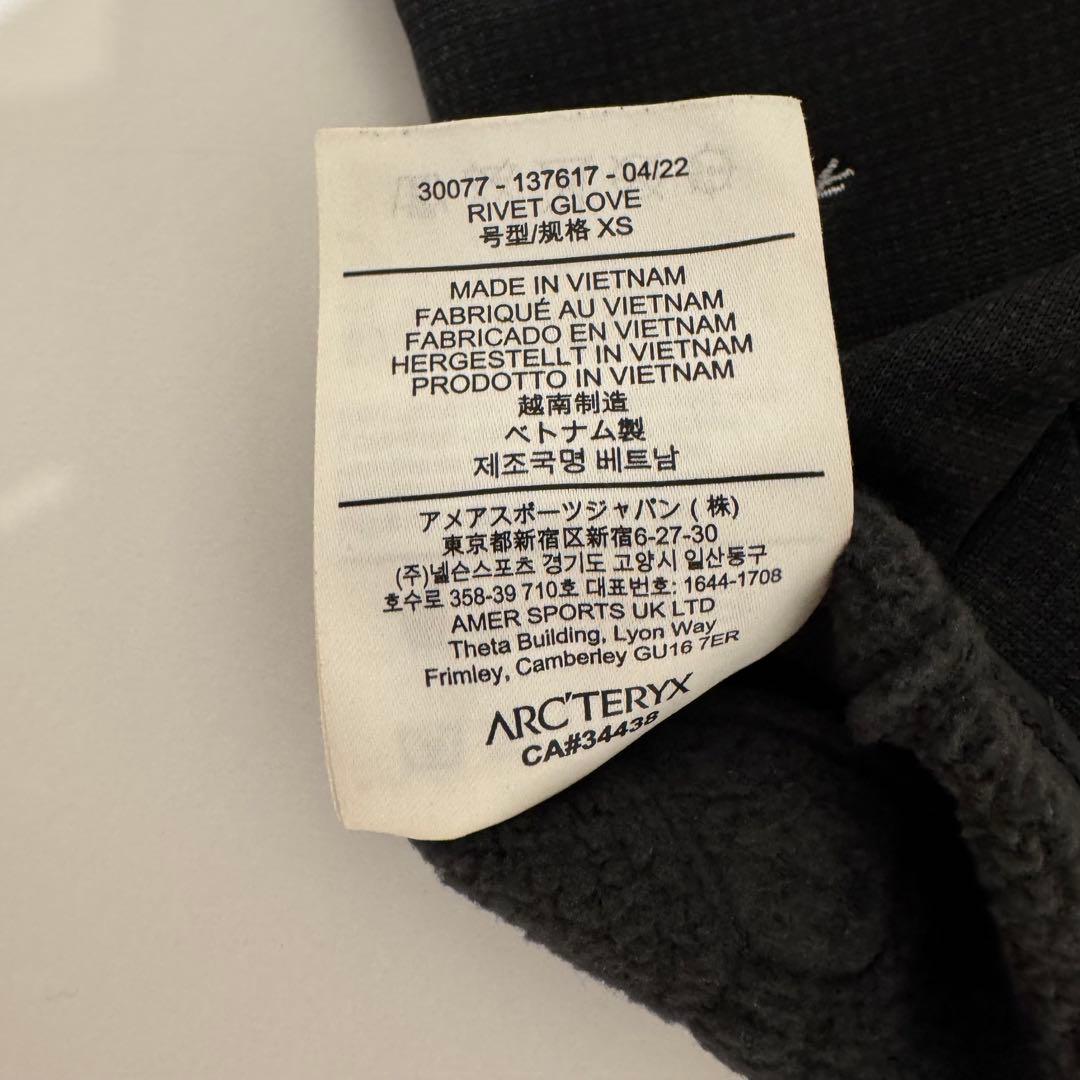 30077 - 137617 - 04/22
RIVET GLOVE
号型/规格 XS
MADE IN VIETNAM
FABRIQUÉ AU VIETNAM
FABRICADO EN VIETNAM
HERGESTELLT IN VIETNAM
PRODOTTO IN VIETNAM
越南制造
ベトナム製
제조국명 베트남
アメアスポーツジャパン ( 株)
東京都新宿区新宿6-27-30
(주)넬슨스포츠 경기도 고양시 일산동구
호수로 358-39 710호 대표번호: 1644-1708
AMER SPORTS UK LTD
Theta Building, Lyon Way
Frimley, Camberley GU16 7ER
ARC'TERYX
CA#34438